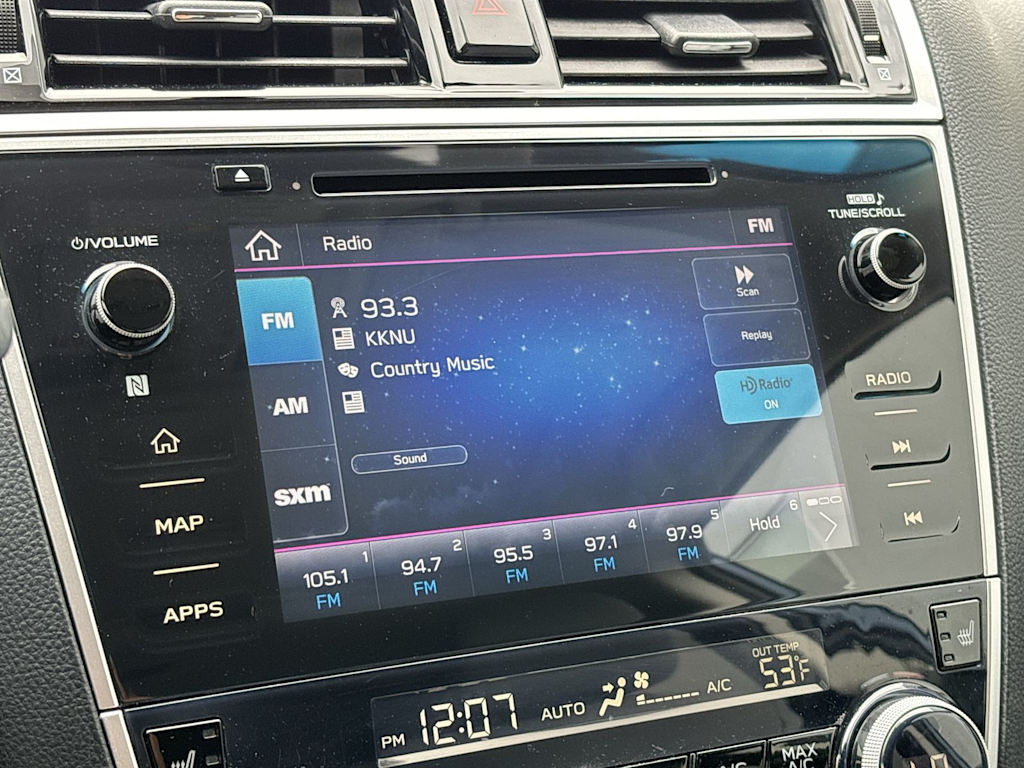 HOLD
TUNE/SCROLL
/VOLUME
Radio
FM
FM
93.3
KKNU
Country Music
Scan
Replay
HD Radio
ON
RADIO
AM
Sound
sxm
MAP
APPS
1
105.1
FM
2
94.7
FM
3
95.5
FM
4
97.1
FM
5
97.9
FM
6
Hold
PM 12:07
AUTO
A/C
OUT TEMP
53°F
MAX
A/C